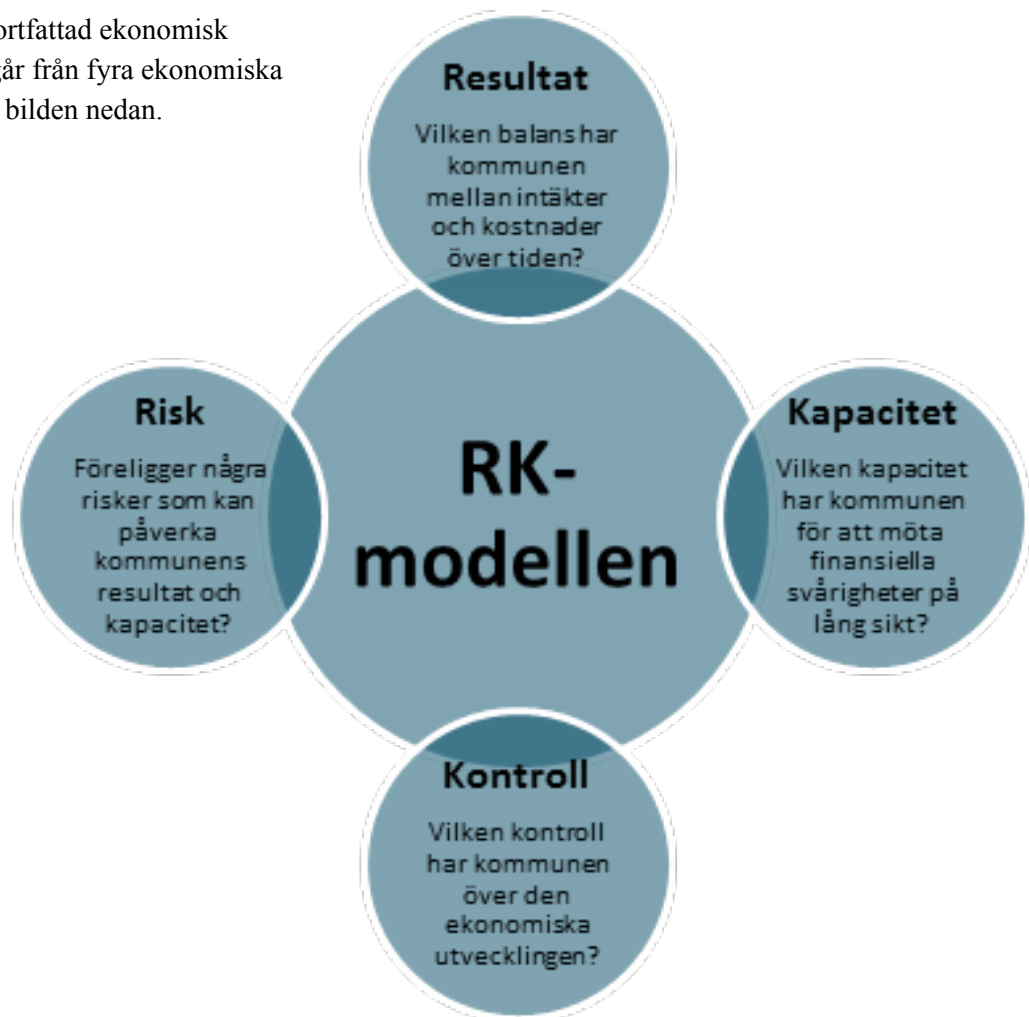 ortfattad ekonomisk
går från fyra ekonomiska
bilden nedan.
Resultat
Vilken balans har
kommunen
mellan intäkter
och kostnader
över tiden?
Risk
Föreligger några
risker som kan
påverka
kommunens
resultat och
kapacitet?
RK-
modellen
Kapacitet
Vilken kapacitet
har kommunen
för att möta
finansiella
svårigheter på
lång sikt?
Kontroll
Vilken kontroll
har kommunen
över den
ekonomiska
utvecklingen?